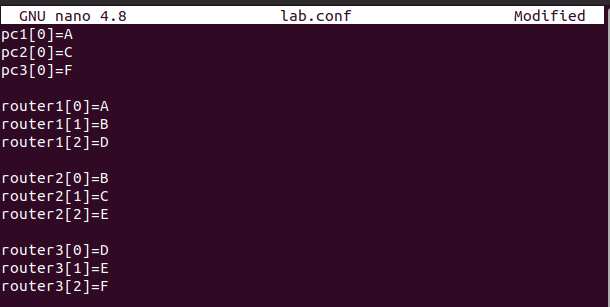 GNU nano 4.8 lab.conf Modified
pc1[0]=A
pc2[0]=C
pc3[0]=F
router1[0]=A
router1[1]=B
router1[2]=D
router2[0]=B
router2[1]=C
router2[2]=E
router3[0]=D
router3[1]=E
router3[2]=F